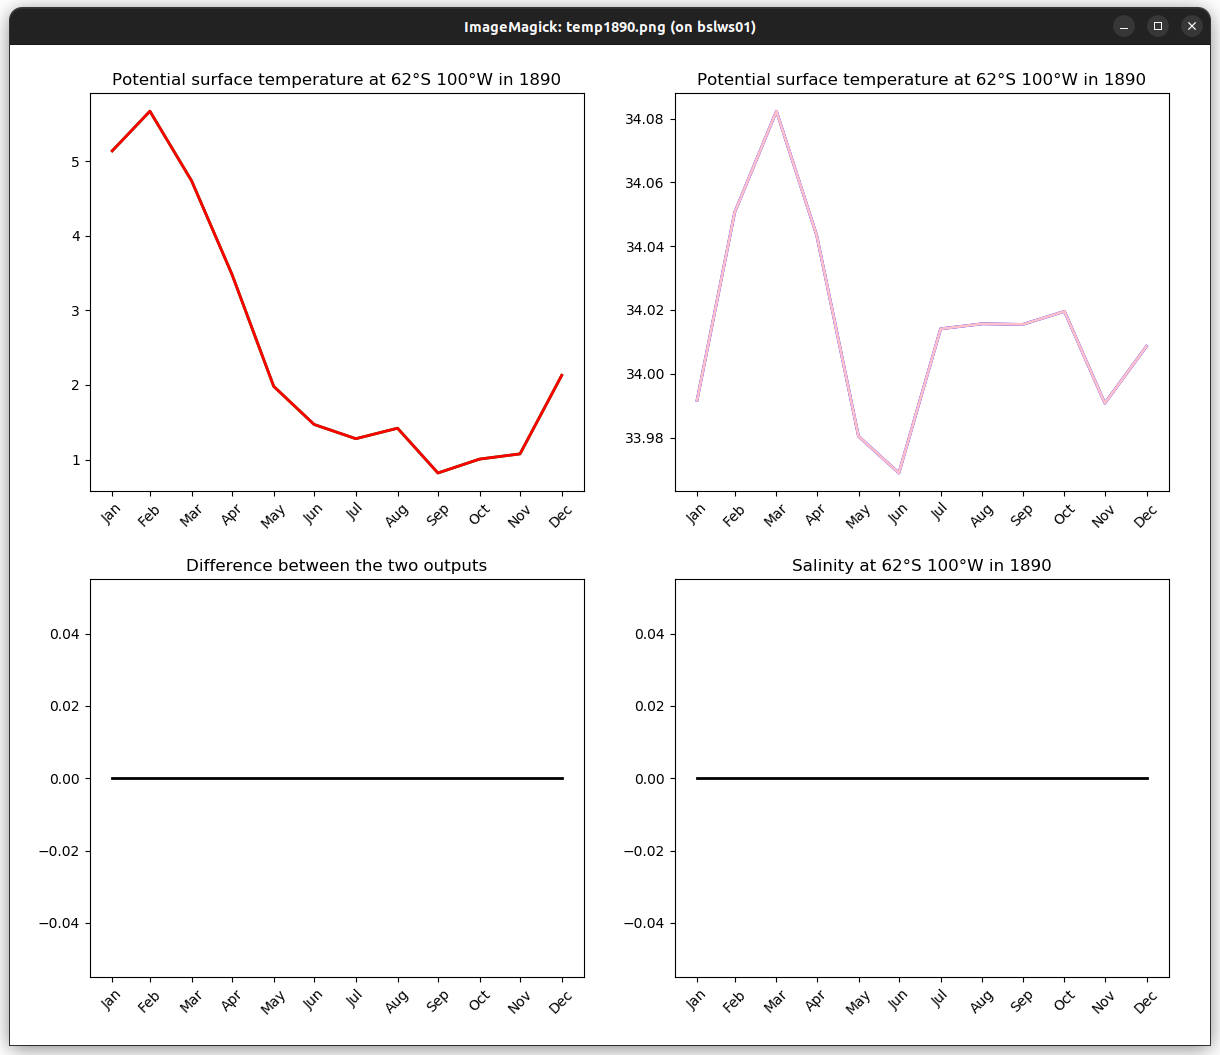 ImageMagick: temp1890.png (on bslws01)
Potential surface temperature at 62°S 100°W in 1890
5
4
3
2
1
Jan Feb Mar Apr May Jun Jul Aug Sep Oct Nov Dec
Potential surface temperature at 62°S 100°W in 1890
34.08
34.06
34.04
34.02
34.00
33.98
Jan Feb Mar Apr May Jun Jul Aug Sep Oct Nov Dec
Difference between the two outputs
0.04
0.02
0.00
−0.02
−0.04
Jan Feb Mar Apr May Jun Jul Aug Sep Oct Nov Dec
Salinity at 62°S 100°W in 1890
0.04
0.02
0.00
−0.02
−0.04
Jan Feb Mar Apr May Jun Jul Aug Sep Oct Nov Dec